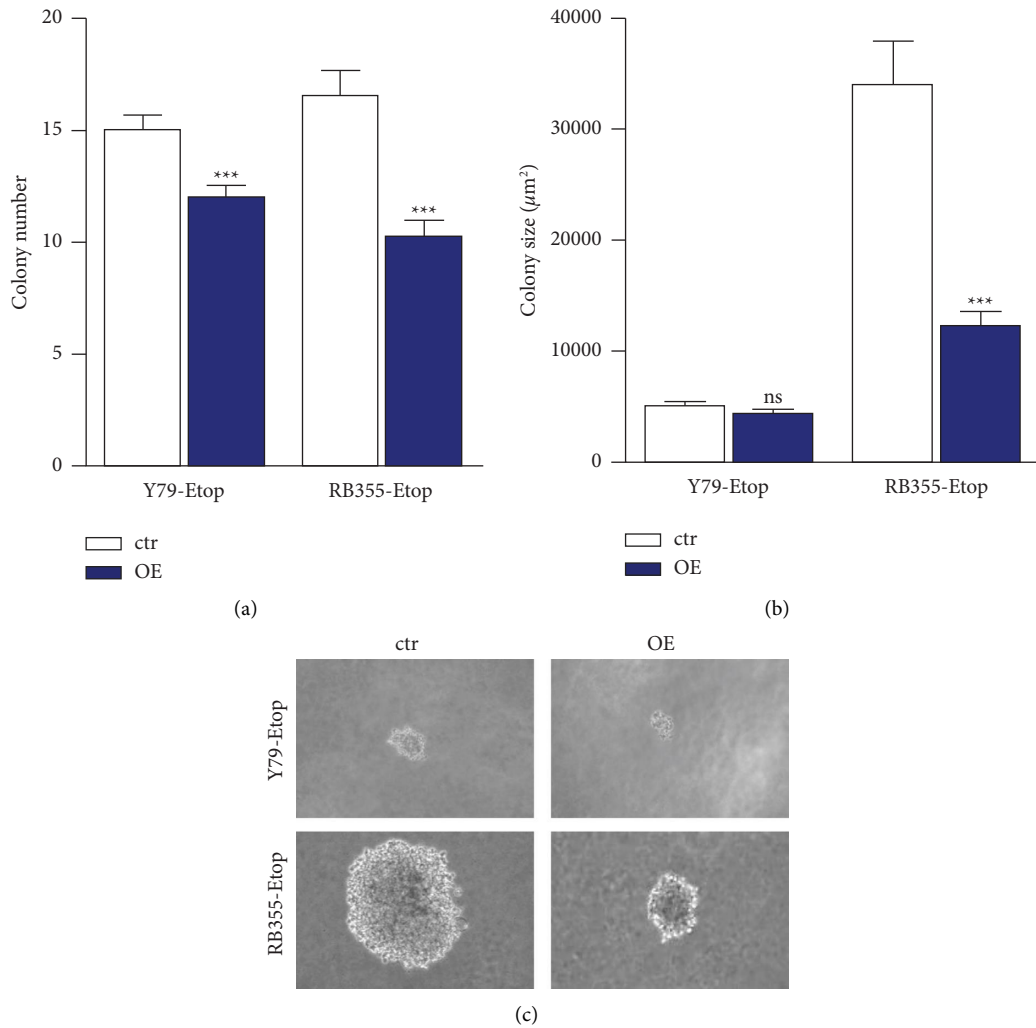 20
15
10
5
0
Colony number
***
***
Y79-Etop
RB355-Etop
ctr
OE
(a)
40000
30000
20000
10000
0
Colony size (μm²)
ns
***
Y79-Etop
RB355-Etop
ctr
OE
(b)
ctr
OE
Y79-Etop
RB355-Etop
(c)